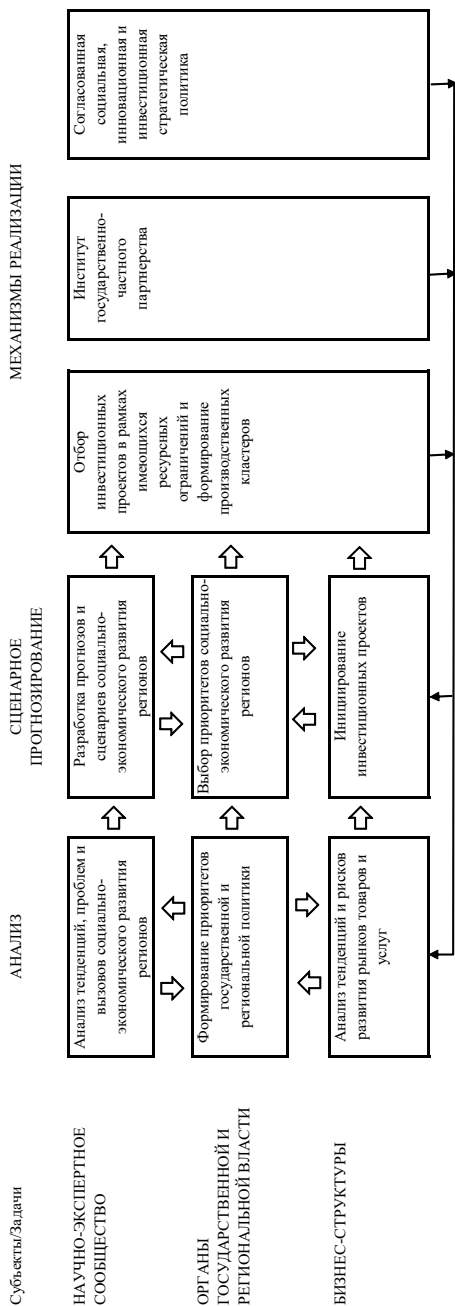 Субъекты/Задачи
АНАЛИЗ
СЦЕНАРНОЕ
ПРОГНОЗИРОВАНИЕ
МЕХАНИЗМЫ РЕАЛИЗАЦИИ
НАУЧНО-ЭКСПЕРТНОЕ
СООБЩЕСТВО
Анализ тенденций, проблем и
вызовов социально-
экономического развития
регионов
Разработка прогнозов и
сценариев социально-
экономического развития
регионов
ОРГАНЫ
ГОСУДАРСТВЕННОЙ И
РЕГИОНАЛЬНОЙ ВЛАСТИ
Формирование приоритетов
государственной и
региональной политики
Выбор приоритетов социально-
экономического развития
регионов
БИЗНЕС-СТРУКТУРЫ
Анализ тенденций и рисков
развития рынков товаров и
услуг
Инициирование
инвестиционных проектов
Отбор
инвестиционных
проектов в рамках
имеющихся
ресурсных
ограничений и
формирование
производственных
кластеров
Институт
государственно-
частного
партнерства
Согласованная
социальная,
инновационная и
инвестиционная
стратегическая
политика